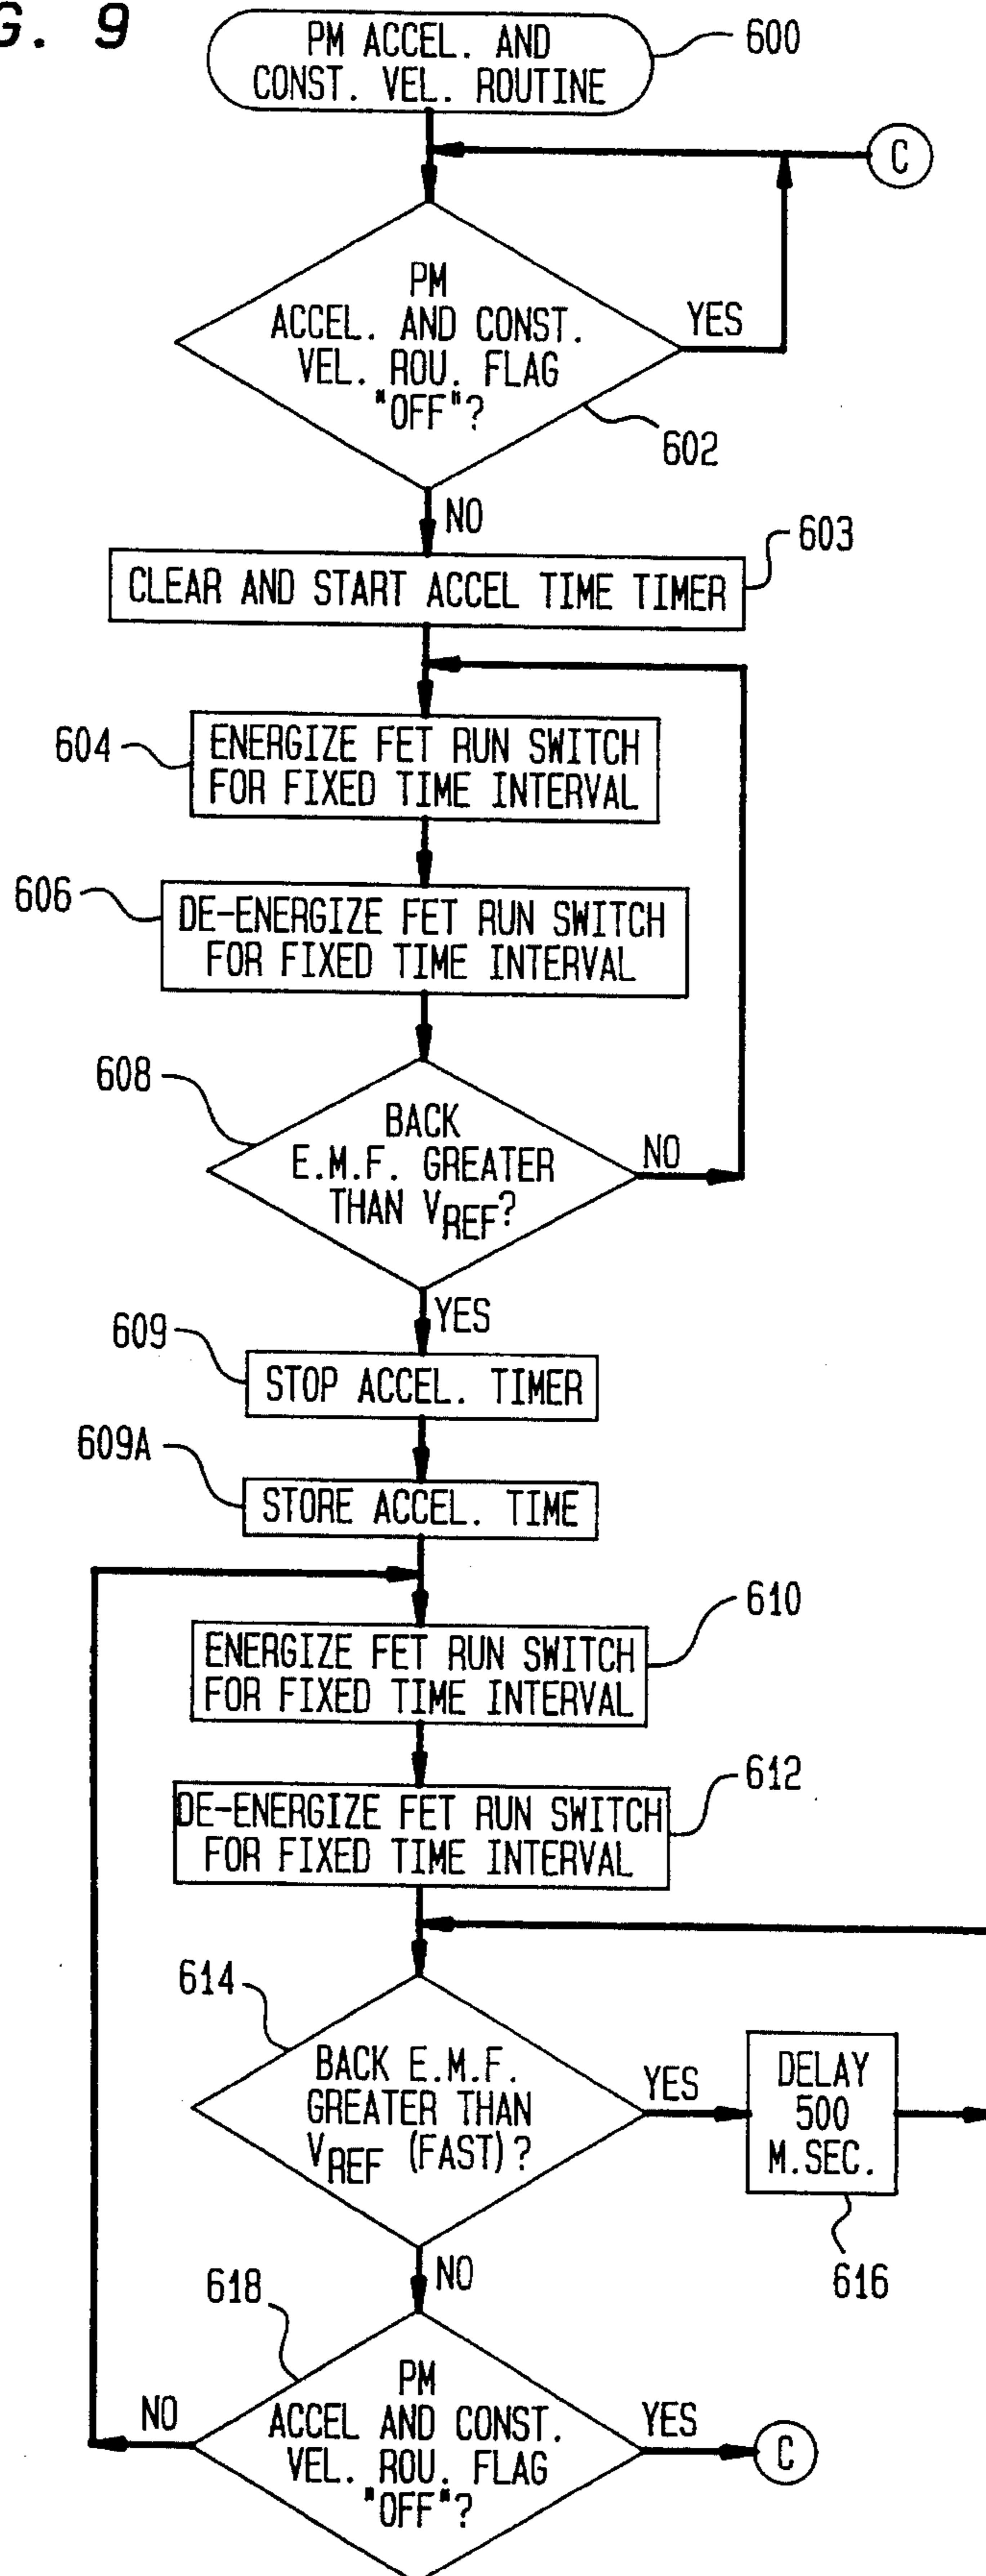 G. 9
PM ACCEL. AND
CONST. VEL. ROUTINE
600
C
PM
ACCEL. AND CONST.
VEL. ROU. FLAG
"OFF"?
YES
602
NO
603
CLEAR AND START ACCEL TIME TIMER
604
ENERGIZE FET RUN SWITCH
FOR FIXED TIME INTERVAL
606
DE-ENERGIZE FET RUN SWITCH
FOR FIXED TIME INTERVAL
608
BACK
E.M.F. GREATER
THAN VREF?
NO
YES
609
STOP ACCEL. TIMER
609A
STORE ACCEL. TIME
610
ENERGIZE FET RUN SWITCH
FOR FIXED TIME INTERVAL
612
DE-ENERGIZE FET RUN SWITCH
FOR FIXED TIME INTERVAL
614
BACK E.M.F.
GREATER THAN
VREF (FAST)?
YES
DELAY
500
M.SEC.
616
NO
618
PM
ACCEL AND CONST.
VEL. ROU. FLAG
"OFF"?
NO
YES
C